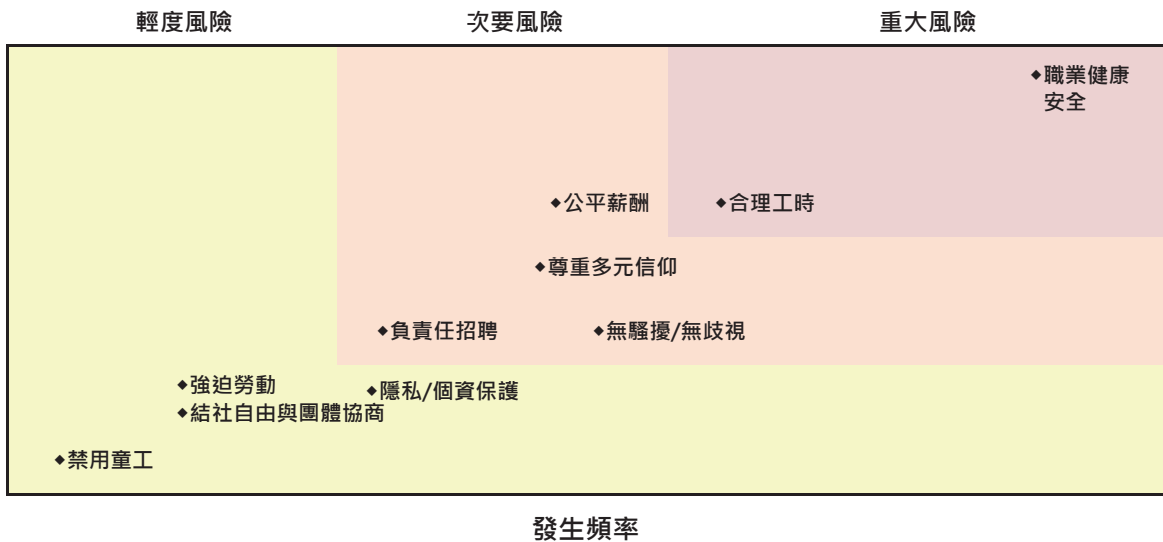 輕度風險 次要風險 重大風險
◆職業健康
安全
◆公平薪酬 ◆合理工時
◆尊重多元信仰
◆負責任招聘 ◆無騷擾/無歧視
◆強迫勞動 ◆隱私/個資保護
◆結社自由與團體協商
◆禁用童工
發生頻率